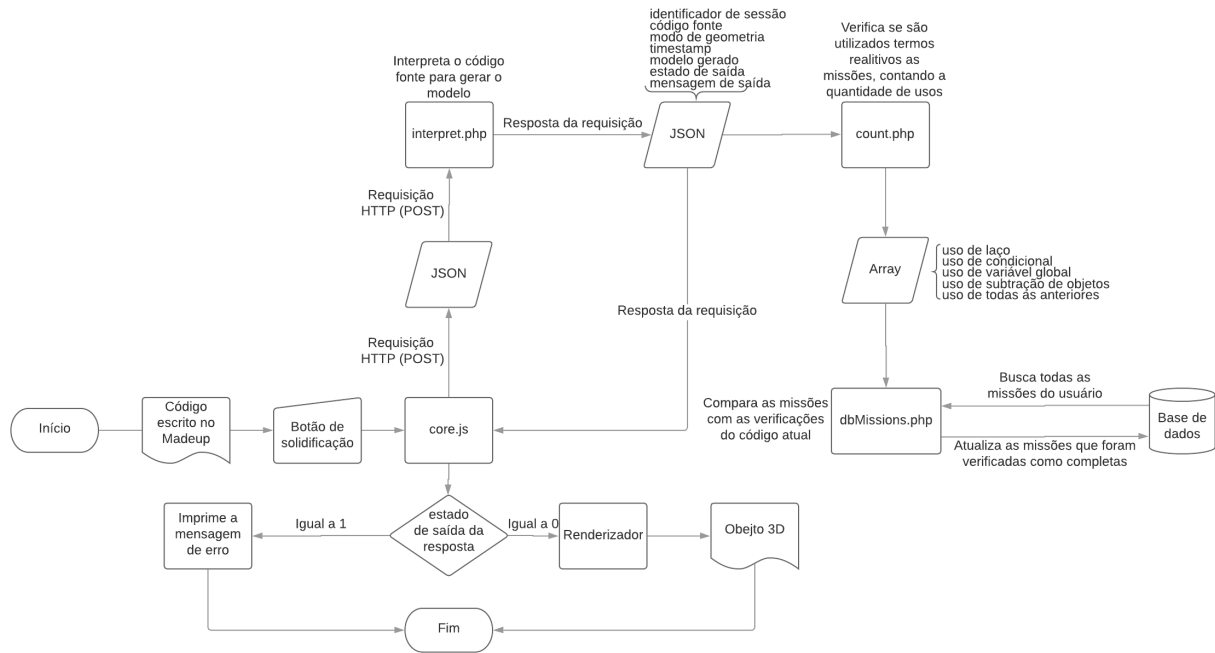 identificador de sessão
código fonte
modo de geometria
timestamp
modelo gerado
estado de saída
mensagem de saída
Verifica se são
utilizados termos
realitivos as
missões, contando a
quantidade de usos
Interpreta o código
fonte para gerar o
modelo
interpret.php
Resposta da requisição
JSON
count.php
Requisição
HTTP (POST)
JSON
Array
uso de laço
uso de condicional
uso de variável global
uso de subtração de objetos
uso de todas ás anteriores
Resposta da requisição
Requisição
HTTP (POST)
Início
Código
escrito no
Madeup
Botão de
solidificação
core.js
Compara as missões
com as verificações
do código atual
dbMissions.php
Busca todas as
missões do usuário
Atualiza as missões que foram
verificadas como completas
Base de
dados
Imprime a
mensagem
de erro
Igual a 1
estado
de saída da
resposta
Igual a 0
Renderizador
Obejto 3D
Fim